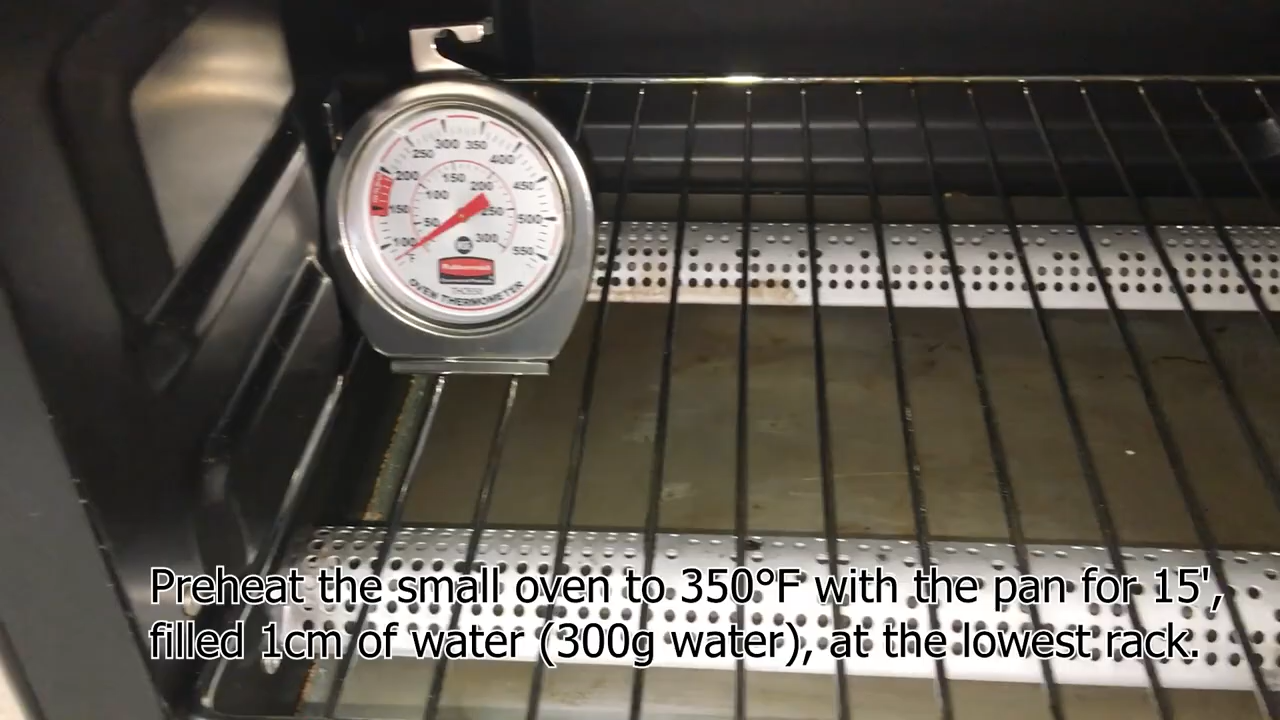 300 350
250 400
200 450
150 500
100 550
°F
150 200
100 250
50 300
NSF
Rubbermaid
OVEN THERMOMETER
Preheat the small oven to 350°F with the pan for 15',
filled 1cm of water (300g water), at the lowest rack.